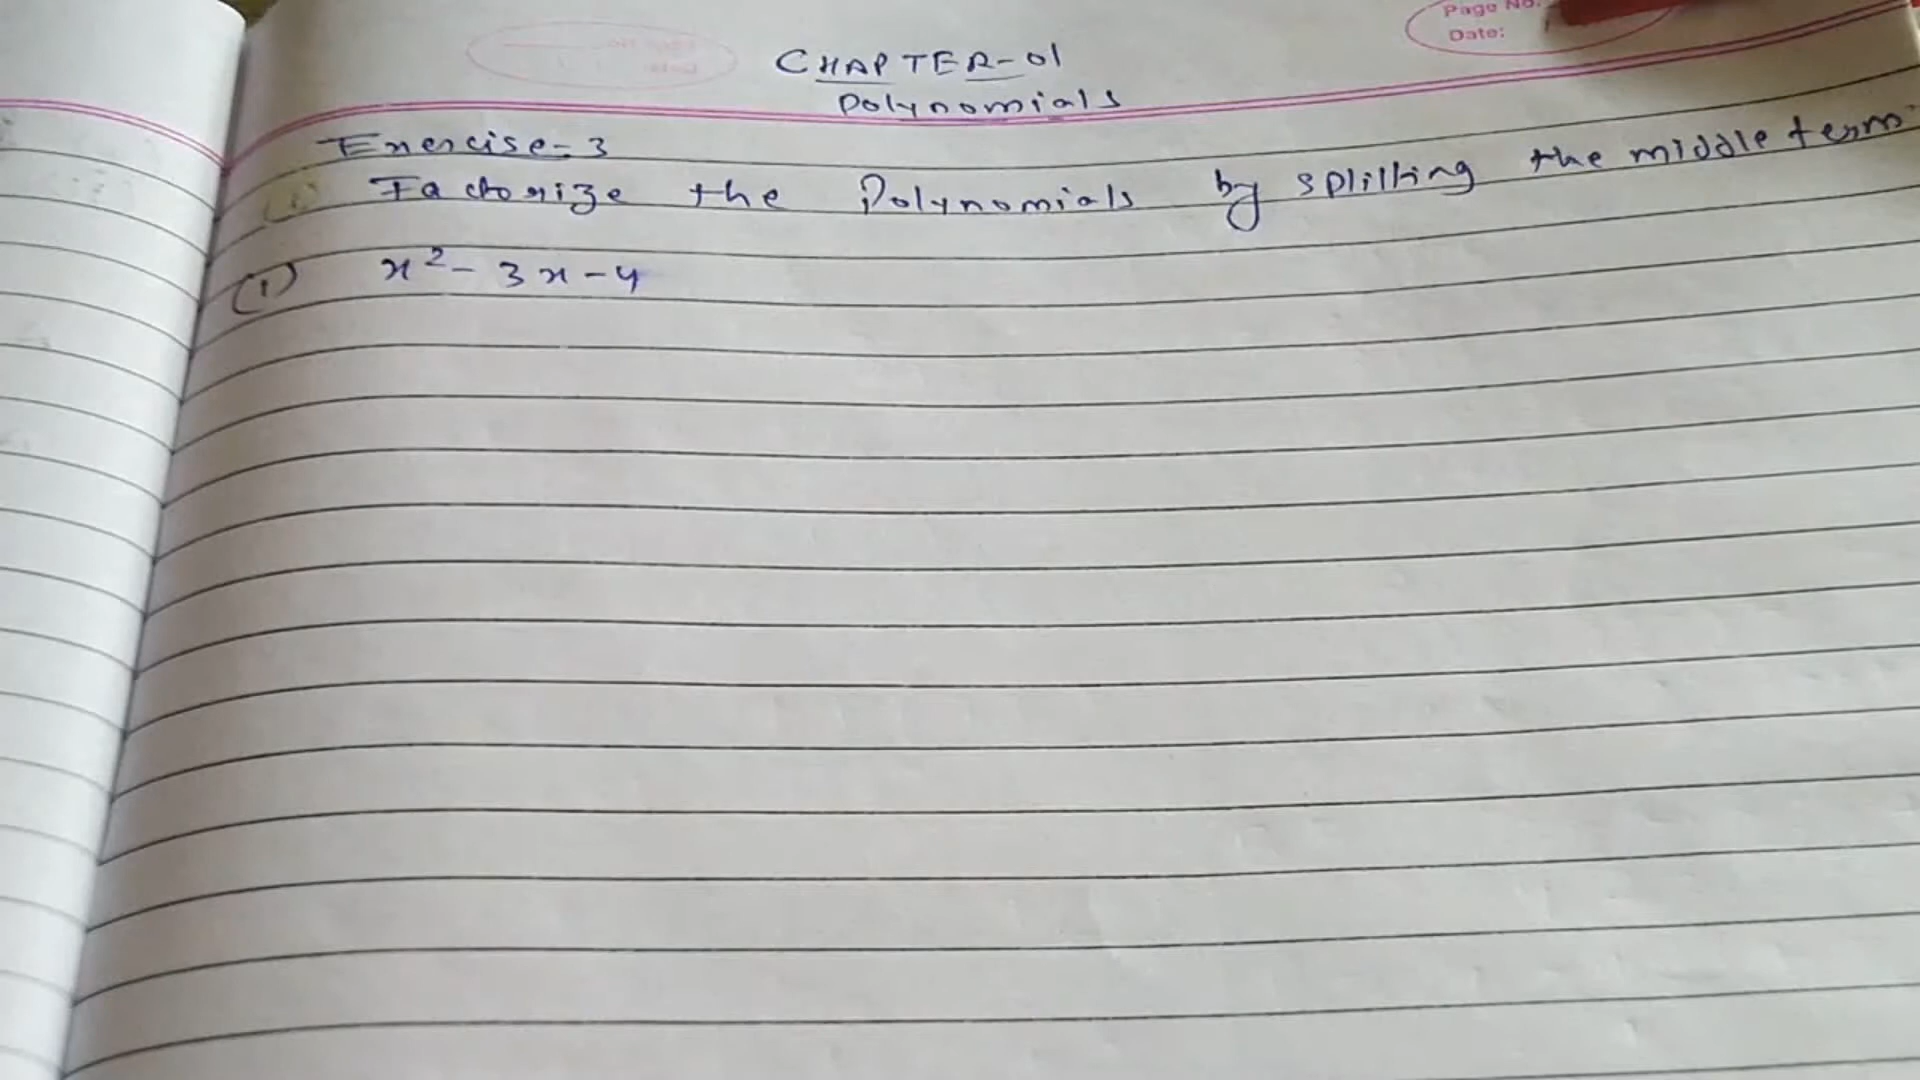 Page No.
Date:
CHAPTER-01
Polynomials
Exercise-3
Factorize the Polynomials by splitting the middle term
(1) x² - 3x - 4